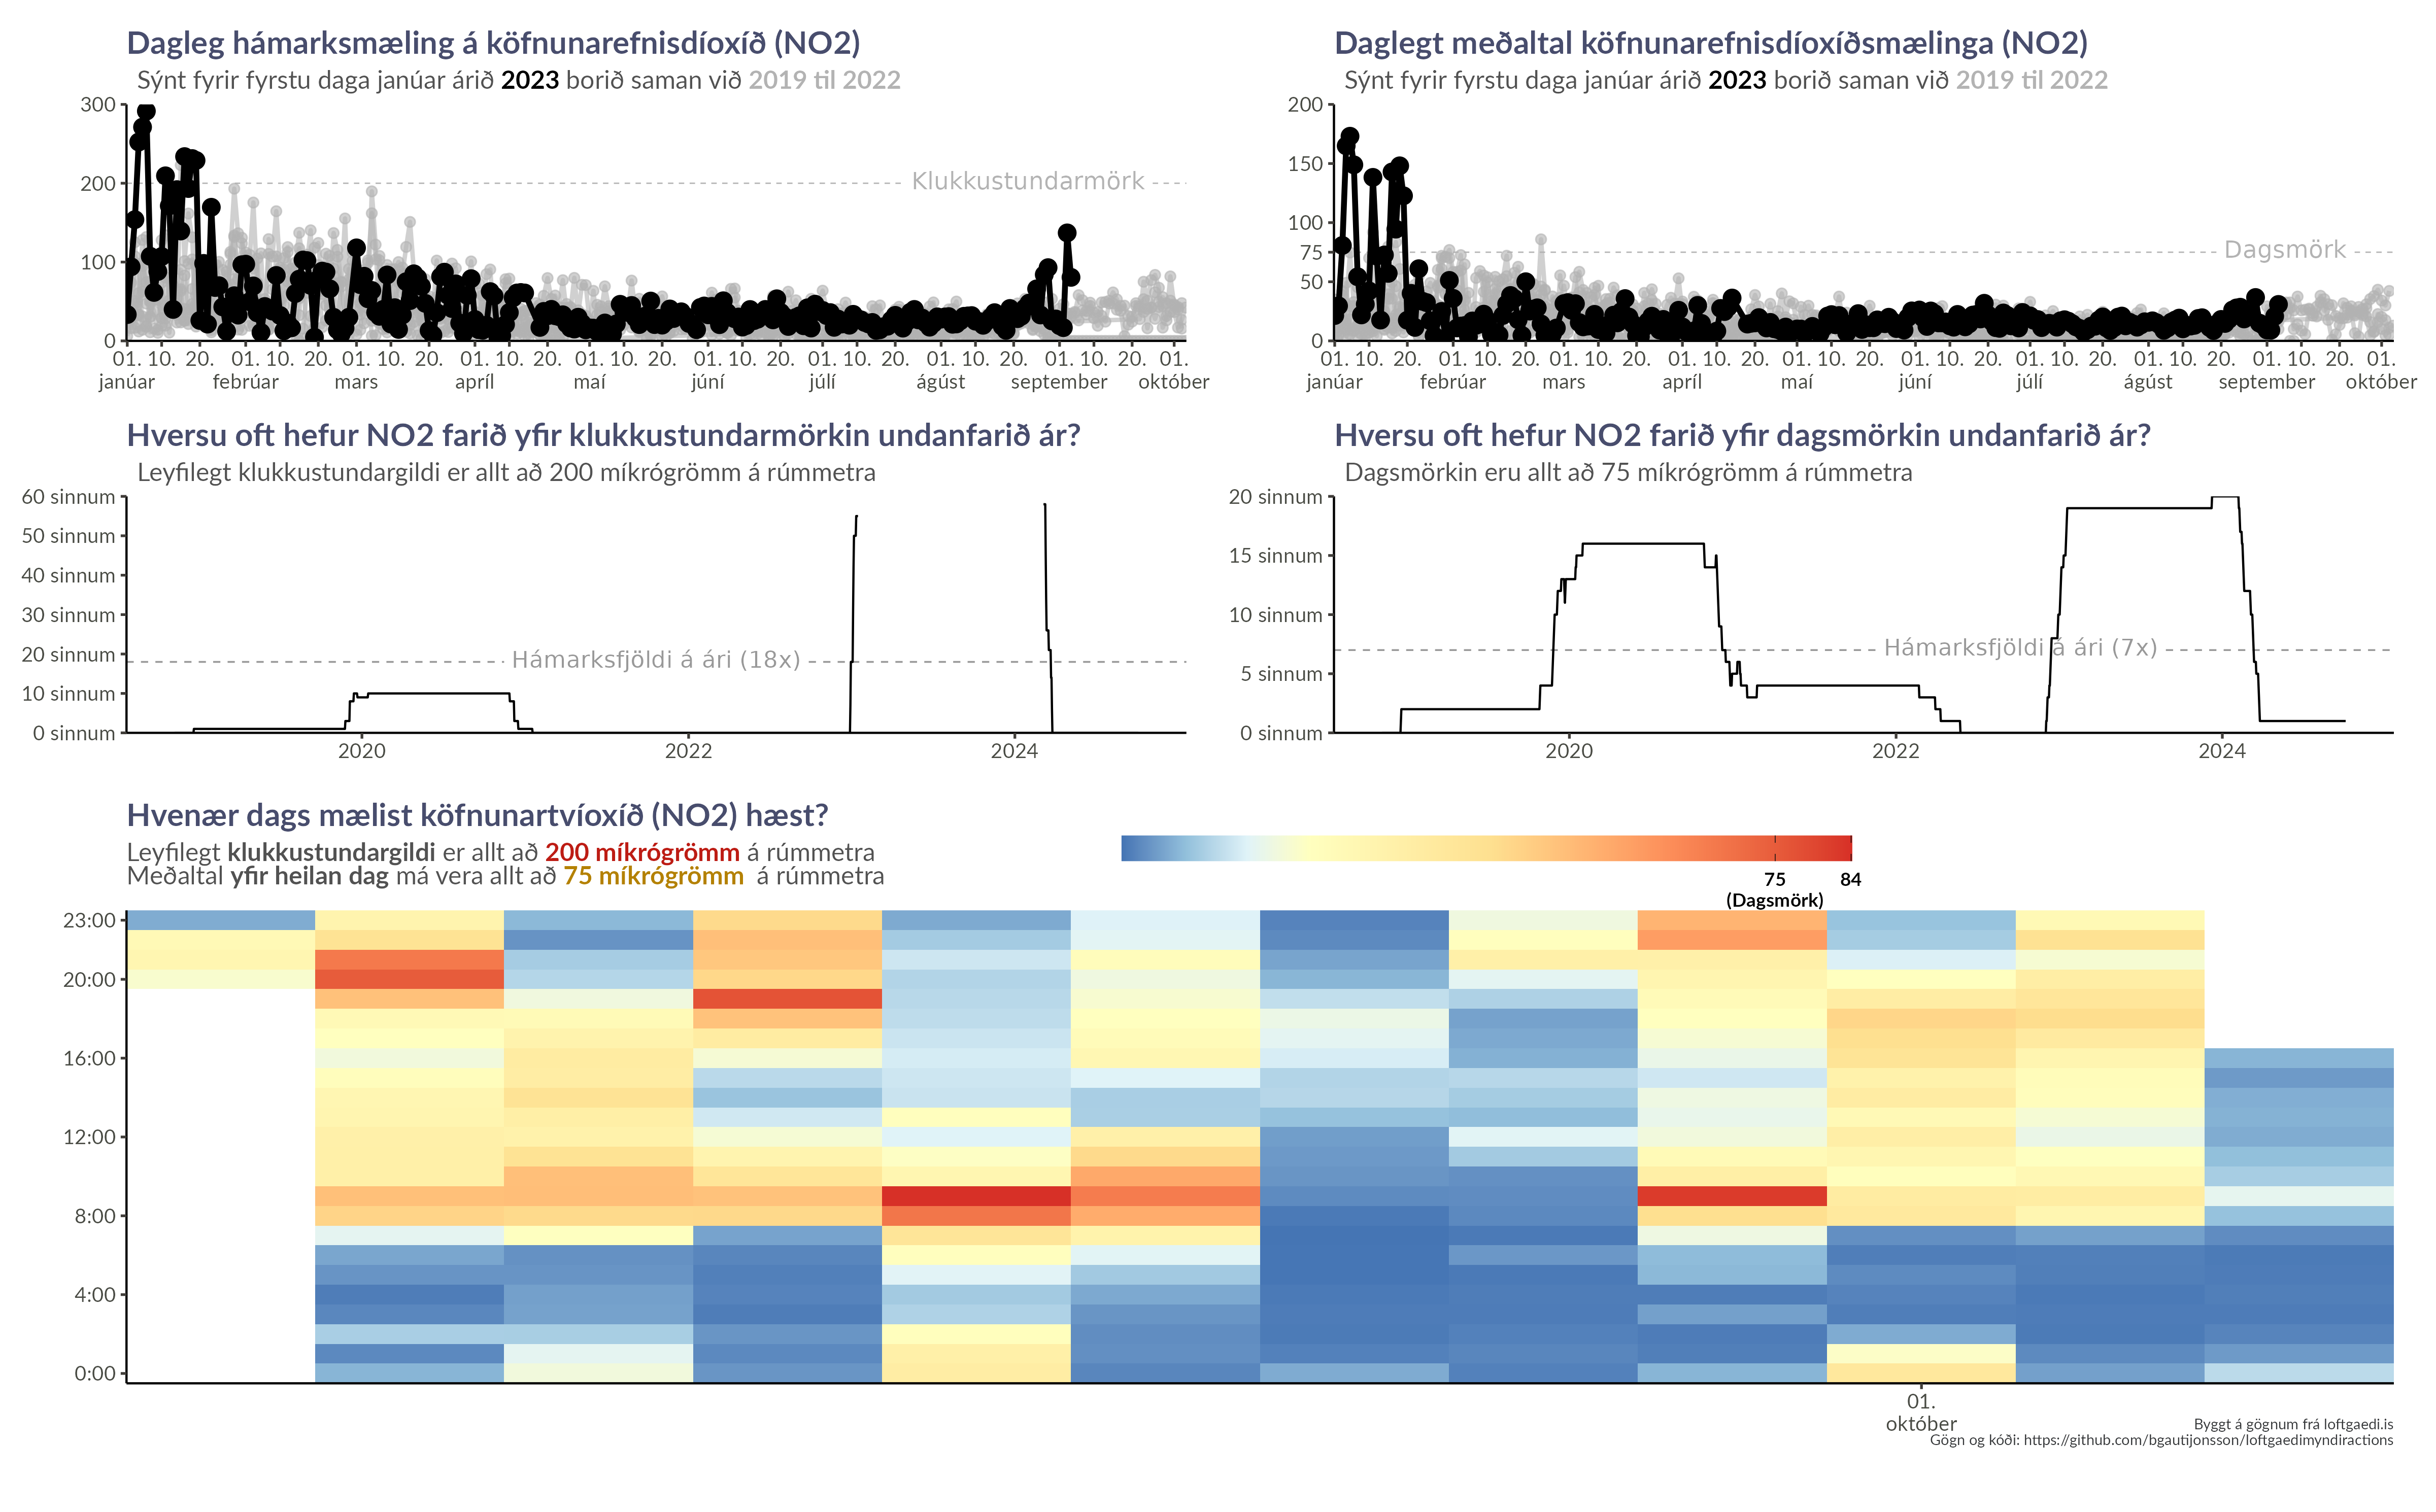 Dagleg hámarksmæling á köfnunarefnisdíoxíð (NO2)
Sýnt fyrir fyrstu daga janúar árið 2023 borið saman við 2019 til 2022
300
200
100
0
Klukkustundarmörk
01. 10. 20. 01. 10. 20. 01. 10. 20. 01. 10. 20. 01. 10. 20. 01. 10. 20. 01. 10. 20. 01. 10. 20. 01. 10. 20. 01.
janúar febrúar mars apríl maí júní júlí ágúst september október
Daglegt meðaltal köfnunarefnisdíoxíðsmælinga (NO2)
Sýnt fyrir fyrstu daga janúar árið 2023 borið saman við 2019 til 2022
200
150
100
75
50
0
Dagsmörk
01. 10. 20. 01. 10. 20. 01. 10. 20. 01. 10. 20. 01. 10. 20. 01. 10. 20. 01. 10. 20. 01. 10. 20. 01. 10. 20. 01.
janúar febrúar mars apríl maí júní júlí ágúst september október
Hversu oft hefur NO2 farið yfir klukkustundarmörkin undanfarið ár?
Leyfilegt klukkustundargildi er allt að 200 míkrógrömm á rúmmetra
60 sinnum
50 sinnum
40 sinnum
30 sinnum
20 sinnum
10 sinnum
0 sinnum
Hámarksfjöldi á ári (18x)
2020 2022 2024
Hversu oft hefur NO2 farið yfir dagsmörkin undanfarið ár?
Dagsmörkin eru allt að 75 míkrógrömm á rúmmetra
20 sinnum
15 sinnum
10 sinnum
5 sinnum
0 sinnum
Hámarksfjöldi á ári (7x)
2020 2022 2024
Hvenær dags mælist köfnunartvíoxíð (NO2) hæst?
Leyfilegt klukkustundargildi er allt að 200 míkrógrömm á rúmmetra
Meðaltal yfir heilan dag má vera allt að 75 míkrógrömm á rúmmetra
75 84
(Dagsmörk)
23:00
20:00
16:00
12:00
8:00
4:00
0:00
01.
október
Byggt á gögnum frá loftgaedi.is
Gögn og kóði: https://github.com/bgautijonsson/loftgaedimyndiractions